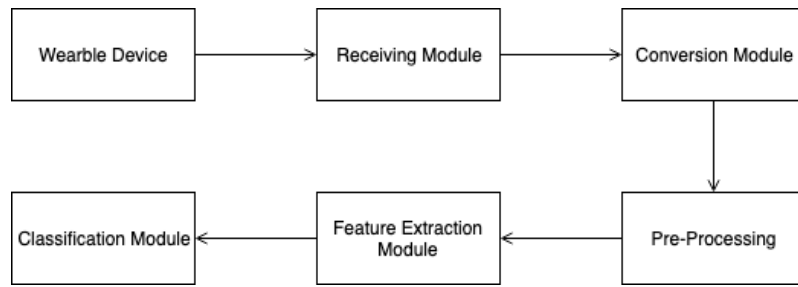 Wearble Device
Receiving Module
Conversion Module
Pre-Processing
Feature Extraction
Module
Classification Module